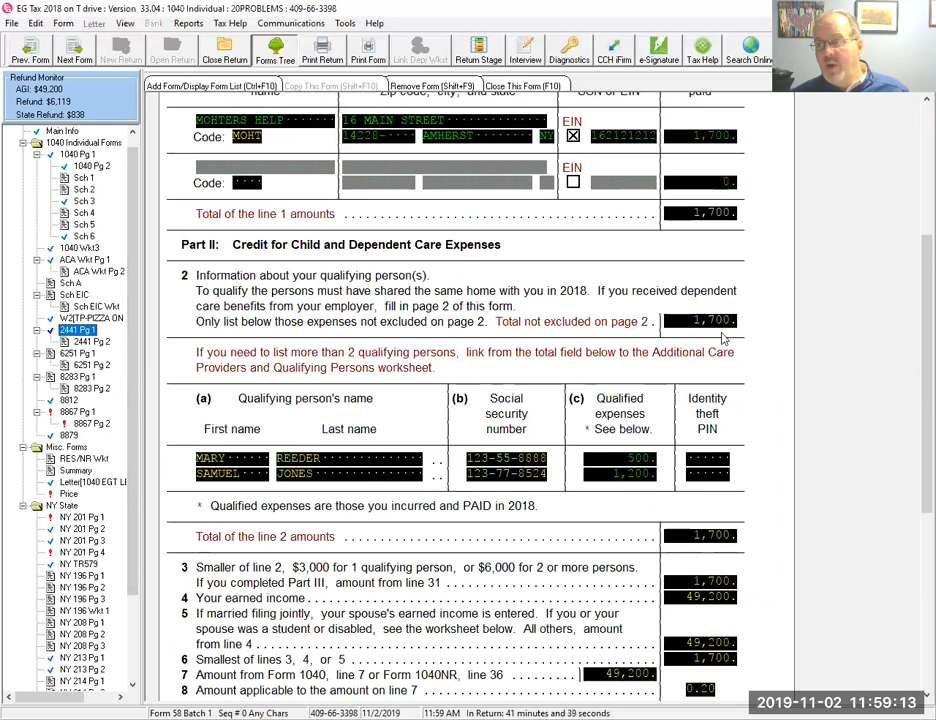 EG Tax 2018 on T drive: Version 33.04 : 1040 Individual : 20PROBLEMS : 409-66-3398
File Edit Form Letter View Bank Reports Tax Help Communications Tools Help
Prev. Form Next Form New Return Open Return Close Return Forms Tree Print Return Print Form Link Depl Wkt Return Stage Interview Diagnostics CCH iFirm e-Signature Tax Help Search Online
Refund Monitor
AGI: $49,200
Refund: $6,119
State Refund: $838
Add Form/Display Form List (Ctrl+F10) Copy This Form (Shift+F10) Remove Form (Shift+F9) Close This Form (F10)
Main Info
1040 Individual Forms
1040 Pg 1
1040 Pg 2
Sch 1
Sch 2
Sch 3
Sch 4
Sch 5
Sch 6
1040 Wkt3
ACA Wkt Pg 1
ACA Wkt Pg 2
Sch A
Sch EIC
Sch EIC Wkt
W2[TP-PIZZA ON
2441 Pg 1
2441 Pg 2
6251 Pg 1
6251 Pg 2
8283 Pg 1
8283 Pg 2
8812
8867 Pg 1
8867 Pg 2
8879
Misc. Forms
RES/NR Wkt
Summary
Letter[1040 EGT LE
Price
NY State
NY 201 Pg 1
NY 201 Pg 2
NY 201 Pg 3
NY 201 Pg 4
NY TR579
NY 196 Pg 1
NY 196 Pg 2
NY 196 Pg 3
NY 196 Wkt 1
NY 208 Pg 1
NY 208 Pg 2
NY 208 Pg 3
NY 213 Pg 1
NY 213 Pg 2
name Zip code, city, and state SSN or EIN paid
MOHTERS HELP 16 MAIN STREET EIN
Code: MOHT 14228- AMHERST NY 162121212 1,700.
EIN
Code: 0.
Total of the line 1 amounts 1,700.
Part II: Credit for Child and Dependent Care Expenses
2 Information about your qualifying person(s).
To qualify the persons must have shared the same home with you in 2018. If you received dependent
care benefits from your employer, fill in page 2 of this form.
Only list below those expenses not excluded on page 2. Total not excluded on page 2 . 1,700.
If you need to list more than 2 qualifying persons, link from the total field below to the Additional Care
Providers and Qualifying Persons worksheet.
(a) Qualifying person's name (b) Social (c) Qualified Identity
security expenses theft
First name Last name number * See below. PIN
MARY REEDER 123-55-8888 500.
SAMUEL JONES 123-77-8524 1,200.
* Qualified expenses are those you incurred and PAID in 2018.
Total of the line 2 amounts 1,700.
3 Smaller of line 2, $3,000 for 1 qualifying person, or $6,000 for 2 or more persons.
If you completed Part III, amount from line 31 1,700.
4 Your earned income 49,200.
5 If married filing jointly, your spouse's earned income is entered. If you or your
spouse was a student or disabled, see the worksheet below. All others, amount
from line 4 49,200.
6 Smallest of lines 3, 4, or 5 1,700.
7 Amount from Form 1040, line 7 or Form 1040NR, line 36 49,200.
8 Amount applicable to the amount on line 7 0.20
2019-11-02 11:59:13
Form 58 Batch 1 Seq # 0 Any Chars 409-66-3398 11/2/2019 11:59 AM In Return: 41 minutes and 39 seconds